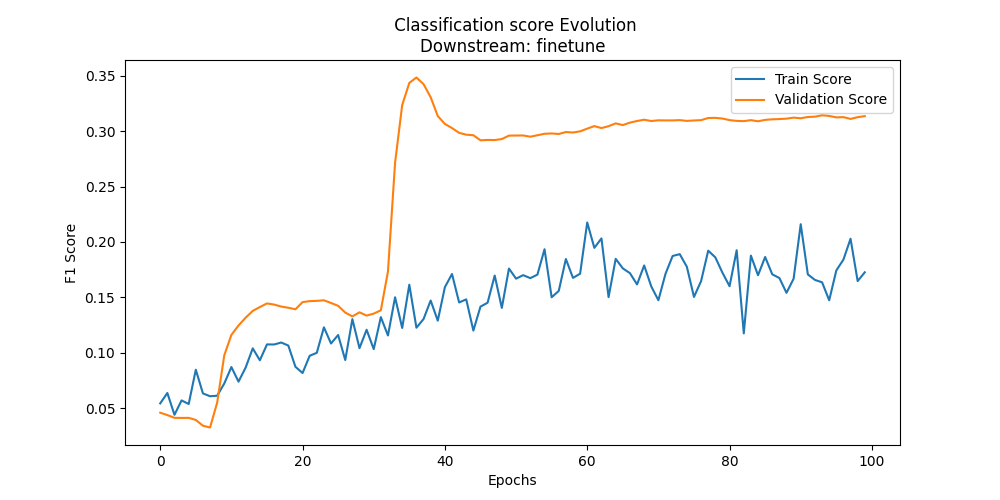 Classification score Evolution
Downstream: finetune
Train Score
Validation Score
F1 Score
0.35
0.30
0.25
0.20
0.15
0.10
0.05
0
20
40
60
80
100
Epochs